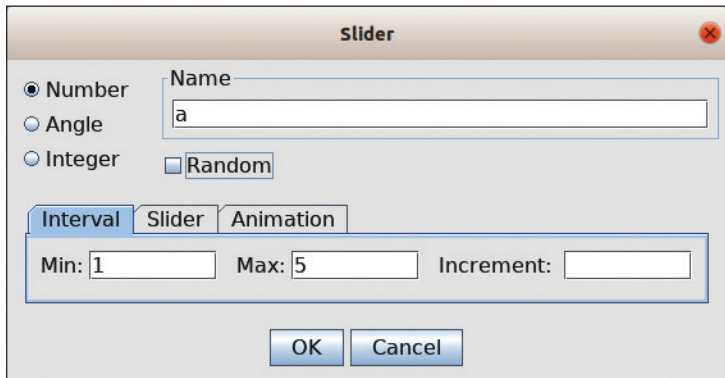 Slider
Number
Name
a
Angle
Integer
Random
Interval Slider Animation
Min: 1 Max: 5 Increment:
OK Cancel